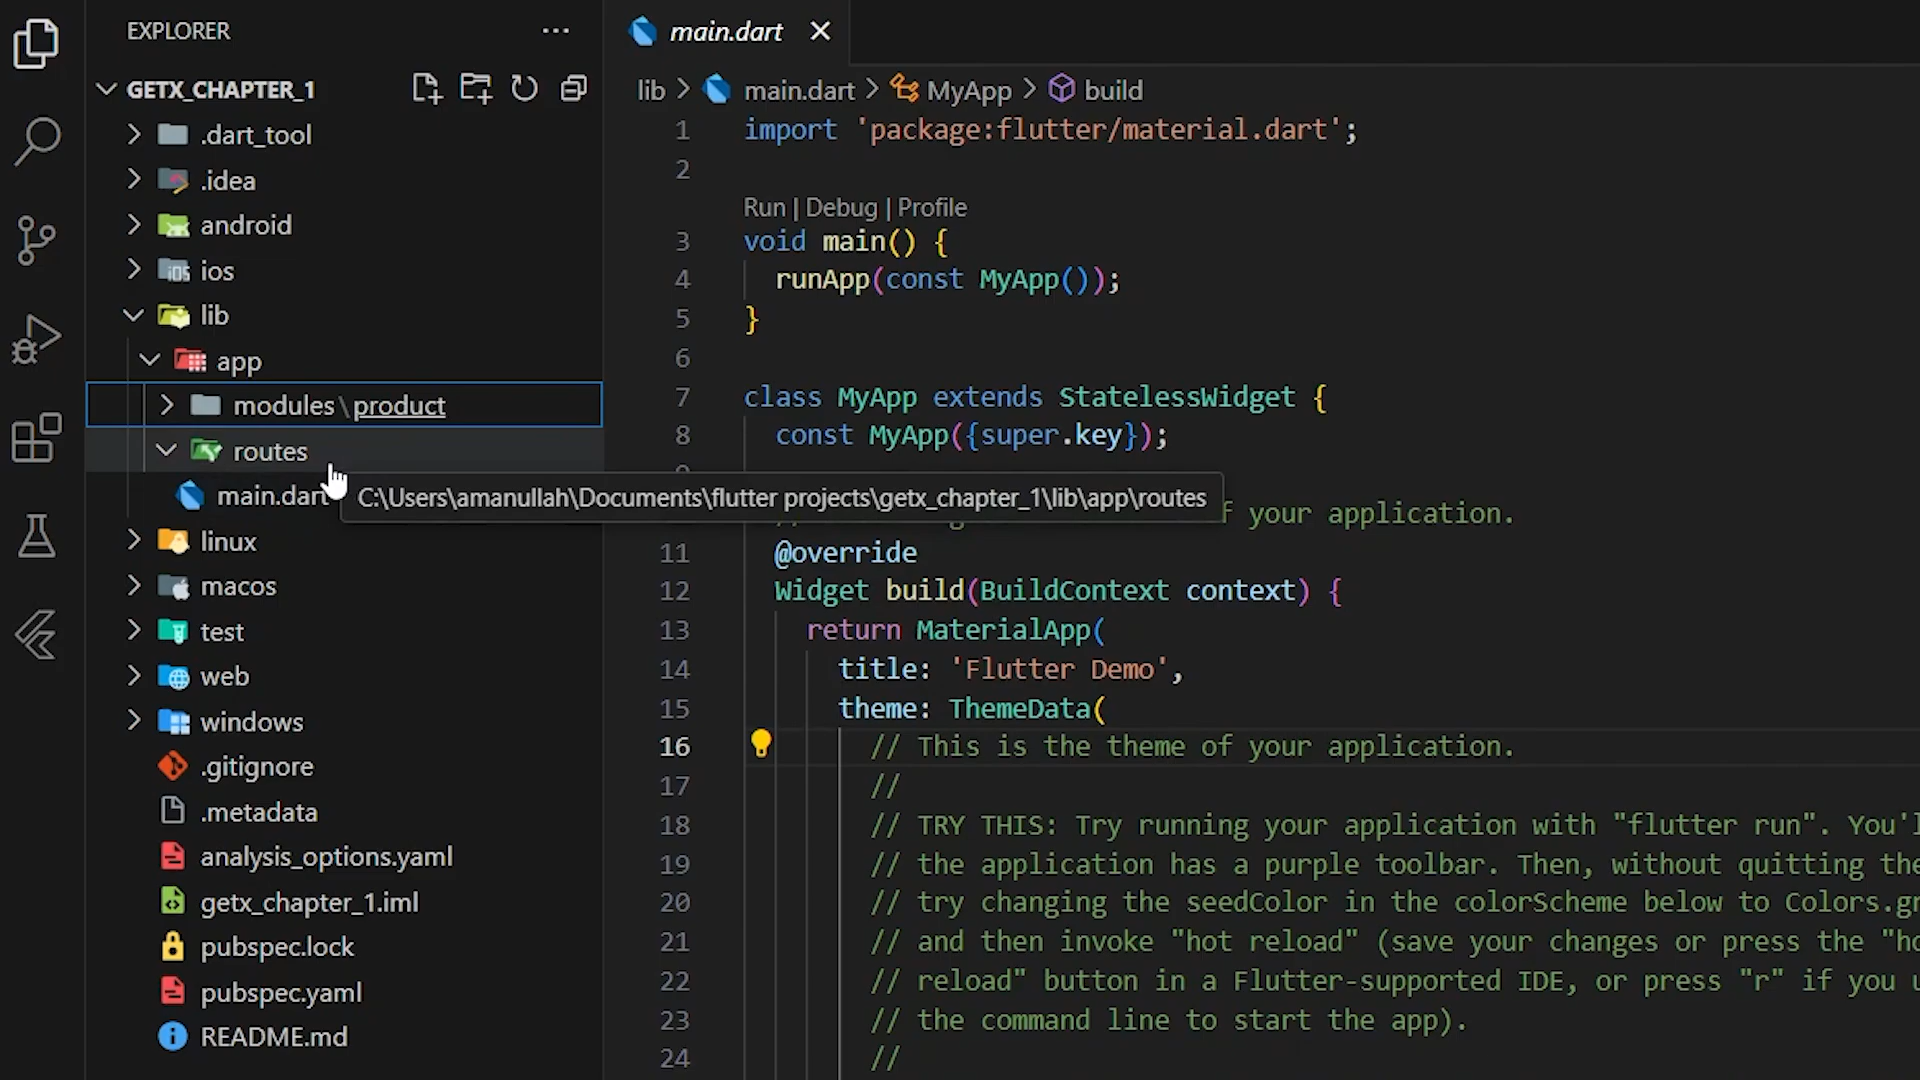 EXPLORER
GETX_CHAPTER_1
.dart_tool
.idea
android
ios
lib
app
modules\product
routes
main.dart
linux
macos
test
web
windows
.gitignore
.metadata
analysis_options.yaml
getx_chapter_1.iml
pubspec.lock
pubspec.yaml
README.md
C:\Users\amanullah\Documents\flutter projects\getx_chapter_1\lib\app\routes
main.dart
lib > main.dart > MyApp > build
1 import 'package:flutter/material.dart';
2
Run | Debug | Profile
3 void main() {
4 runApp(const MyApp());
5 }
6
7 class MyApp extends StatelessWidget {
8 const MyApp({super.key});
f your application.
11 @override
12 Widget build(BuildContext context) {
13 return MaterialApp(
14 title: 'Flutter Demo',
15 theme: ThemeData(
16 // This is the theme of your application.
17 //
18 // TRY THIS: Try running your application with "flutter run". You'l
19 // the application has a purple toolbar. Then, without quitting the
20 // try changing the seedColor in the colorScheme below to Colors.gr
21 // and then invoke "hot reload" (save your changes or press the "ho
22 // reload" button in a Flutter-supported IDE, or press "r" if you u
23 // the command line to start the app).
24 //